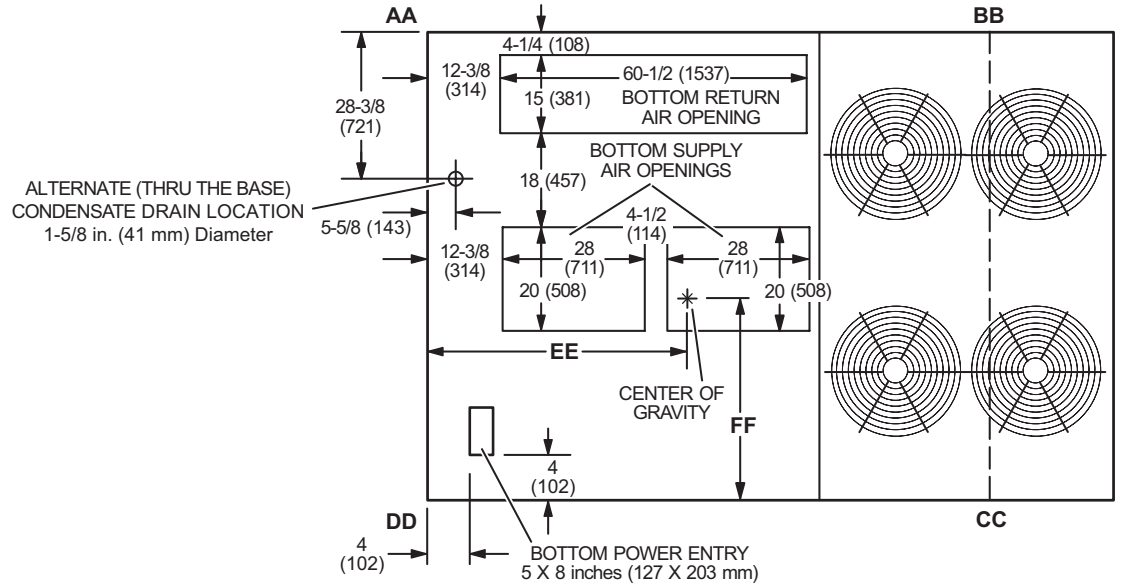 AA
BB
4-1/4 (108)
12-3/8
(314)
60-1/2 (1537)
28-3/8
(721)
15 (381)
BOTTOM RETURN
AIR OPENING
BOTTOM SUPPLY
AIR OPENINGS
18 (457)
ALTERNATE (THRU THE BASE)
CONDENSATE DRAIN LOCATION
1-5/8 in. (41 mm) Diameter
5-5/8 (143)
4-1/2
(114)
12-3/8
(314)
28
(711)
28
(711)
20 (508)
20 (508)
EE
CENTER OF
GRAVITY
FF
4
(102)
DD
CC
4
(102)
BOTTOM POWER ENTRY
5 X 8 inches (127 X 203 mm)